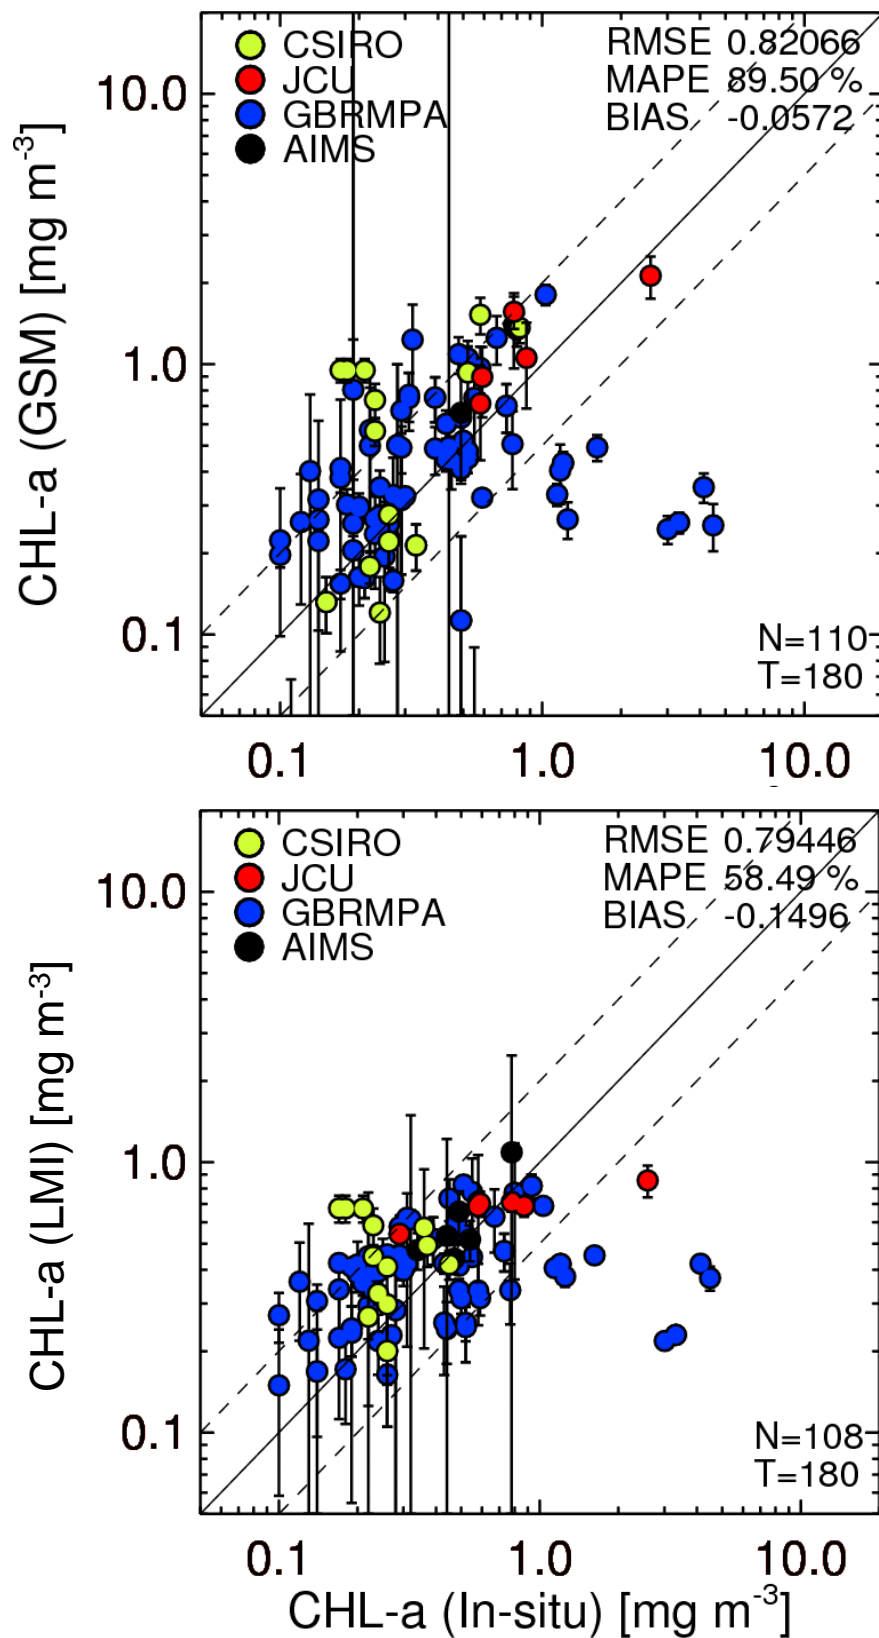 CSIRO RMSE 0.82066
10.0 JCU MAPE 89.50 %
GBRMPA BIAS -0.0572
AIMS
CHL-a (GSM) [mg m-3]
1.0
0.1 N=110
T=180
0.1 1.0 10.0
CSIRO RMSE 0.79446
10.0 JCU MAPE 58.49 %
GBRMPA BIAS -0.1496
AIMS
CHL-a (LMI) [mg m-3]
1.0
0.1 N=108
T=180
0.1 1.0 10.0
CHL-a (In-situ) [mg m-3]